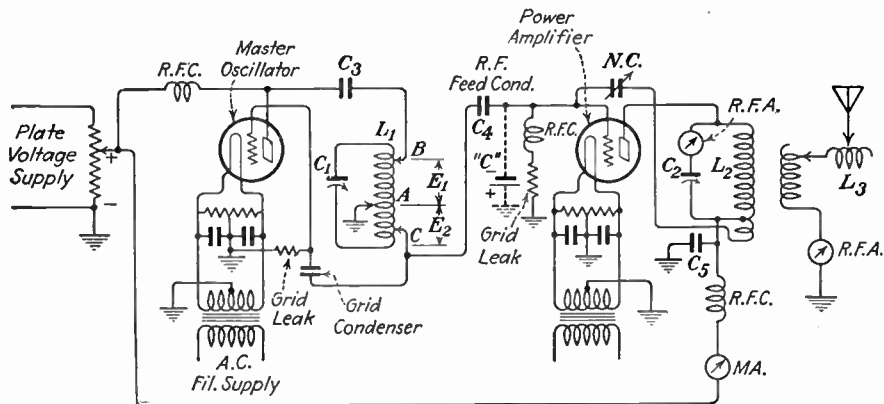 Plate
Voltage
Supply
+
-
R.F.C.
Master
Oscillator
C3
L1
C1
A
B
C
E1
E2
Grid
Leak
Grid
Condenser
A.C.
Fil. Supply
R.F.
Feed Cond.
C4
"C"
-
+
R.F.C.
Grid
Leak
Power
Amplifier
N.C.
R.F.A.
C2
L2
C5
R.F.C.
MA.
L3
R.F.A.